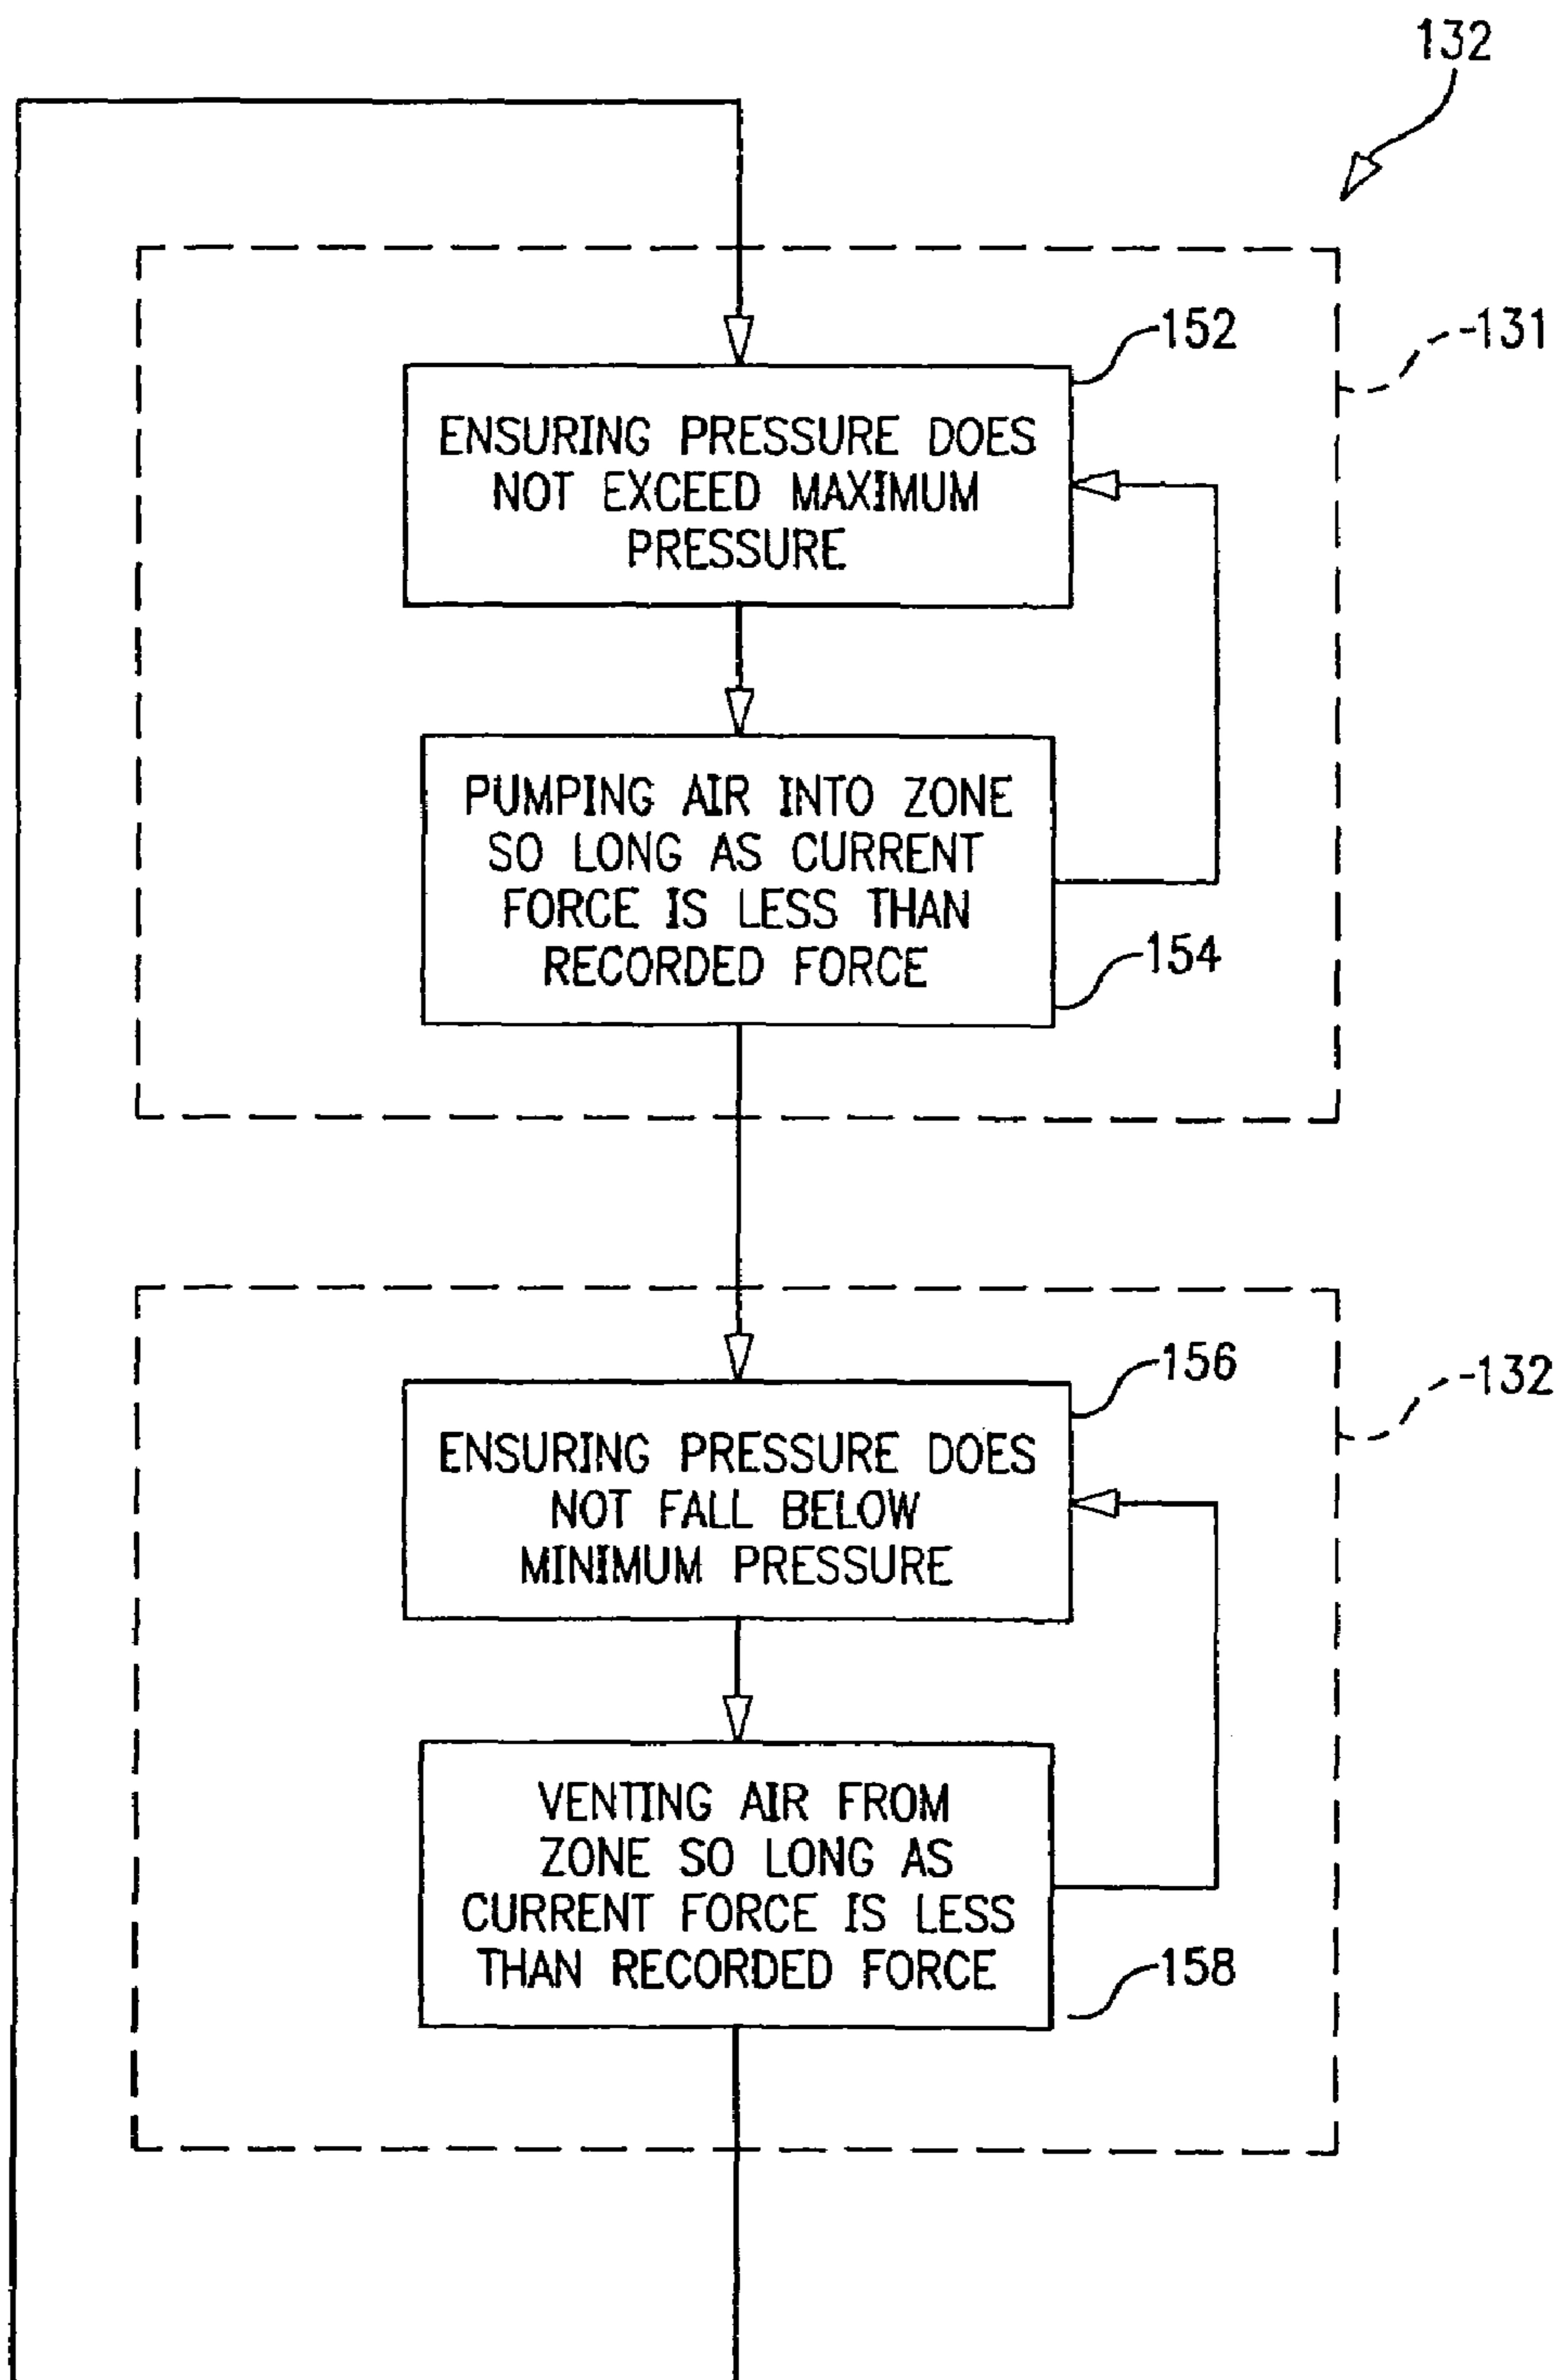 132
-131
152
ENSURING PRESSURE DOES
NOT EXCEED MAXIMUM
PRESSURE
PUMPING AIR INTO ZONE
SO LONG AS CURRENT
FORCE IS LESS THAN
RECORDED FORCE
154
-132
156
ENSURING PRESSURE DOES
NOT FALL BELOW
MINIMUM PRESSURE
VENTING AIR FROM
ZONE SO LONG AS
CURRENT FORCE IS LESS
THAN RECORDED FORCE
158